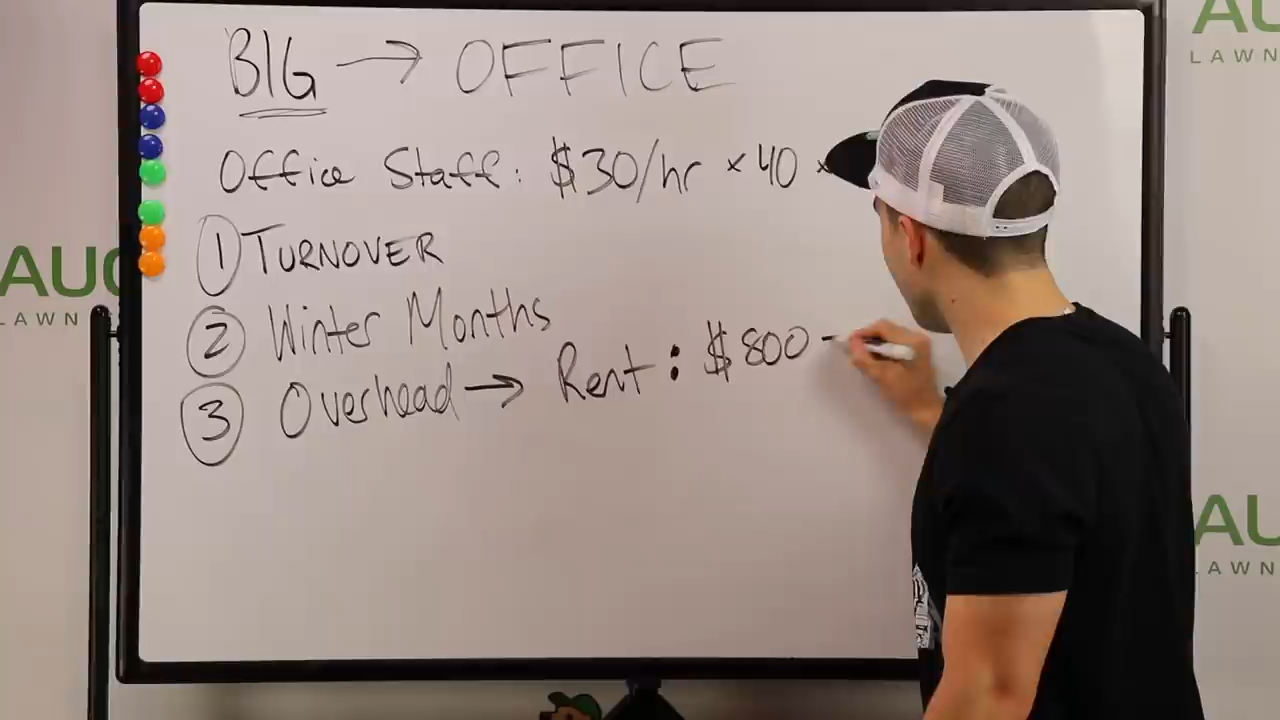 BIG → OFFICE
Office Staff: $30/hr × 40 ×
① TURNOVER
② Winter Months
③ Overhead → Rent: $800 -
AU
LAWN
AU
LAWN
AU
AWN